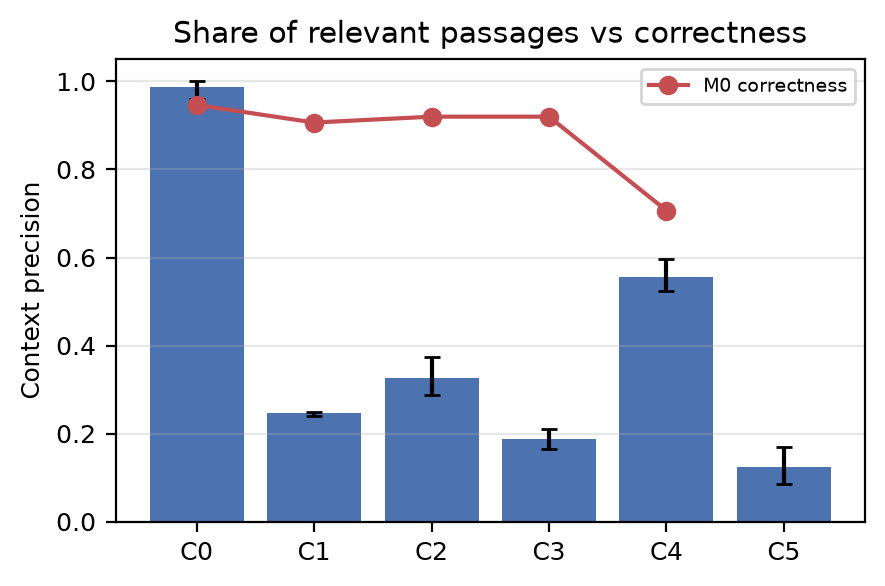 Share of relevant passages vs correctness
M0 correctness
Context precision
1.0
0.8
0.6
0.4
0.2
0.0
C0 C1 C2 C3 C4 C5